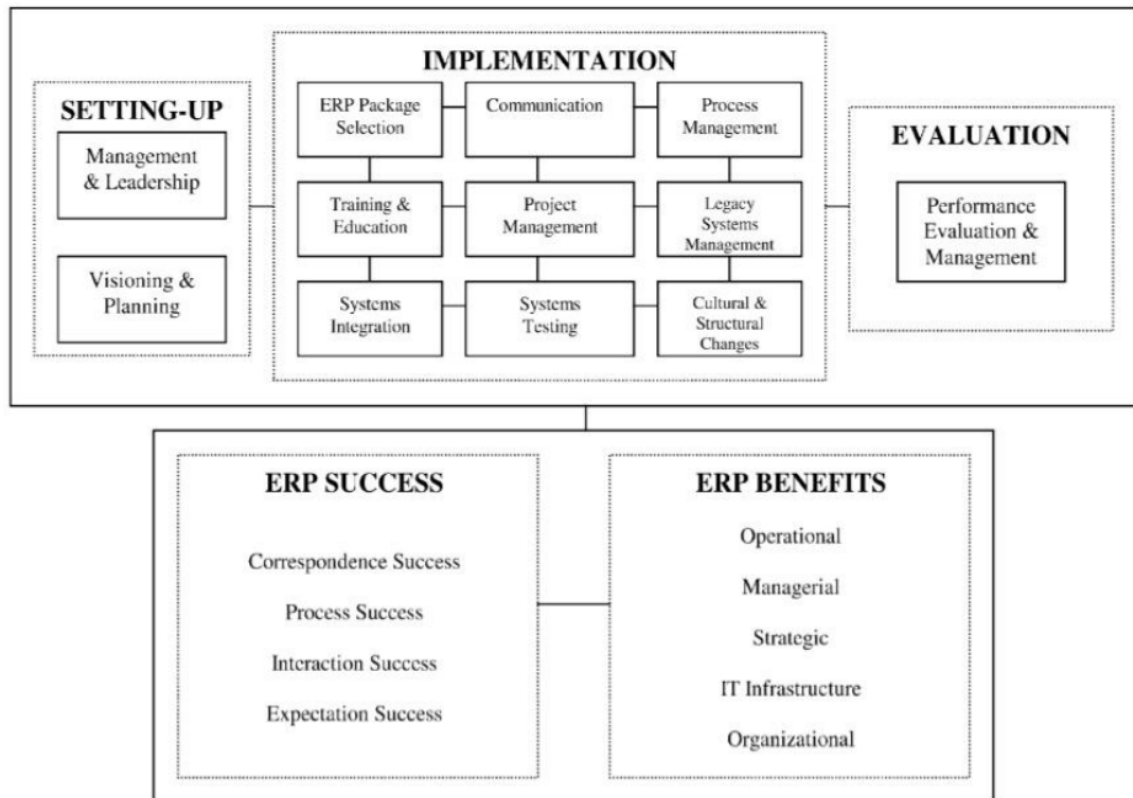 SETTING-UP
Management
& Leadership
Visioning &
Planning
IMPLEMENTATION
ERP Package
Selection
Communication
Process
Management
Training &
Education
Project
Management
Legacy
Systems
Management
Systems
Integration
Systems
Testing
Cultural &
Structural
Changes
EVALUATION
Performance
Evaluation &
Management
ERP SUCCESS
Correspondence Success
Process Success
Interaction Success
Expectation Success
ERP BENEFITS
Operational
Managerial
Strategic
IT Infrastructure
Organizational